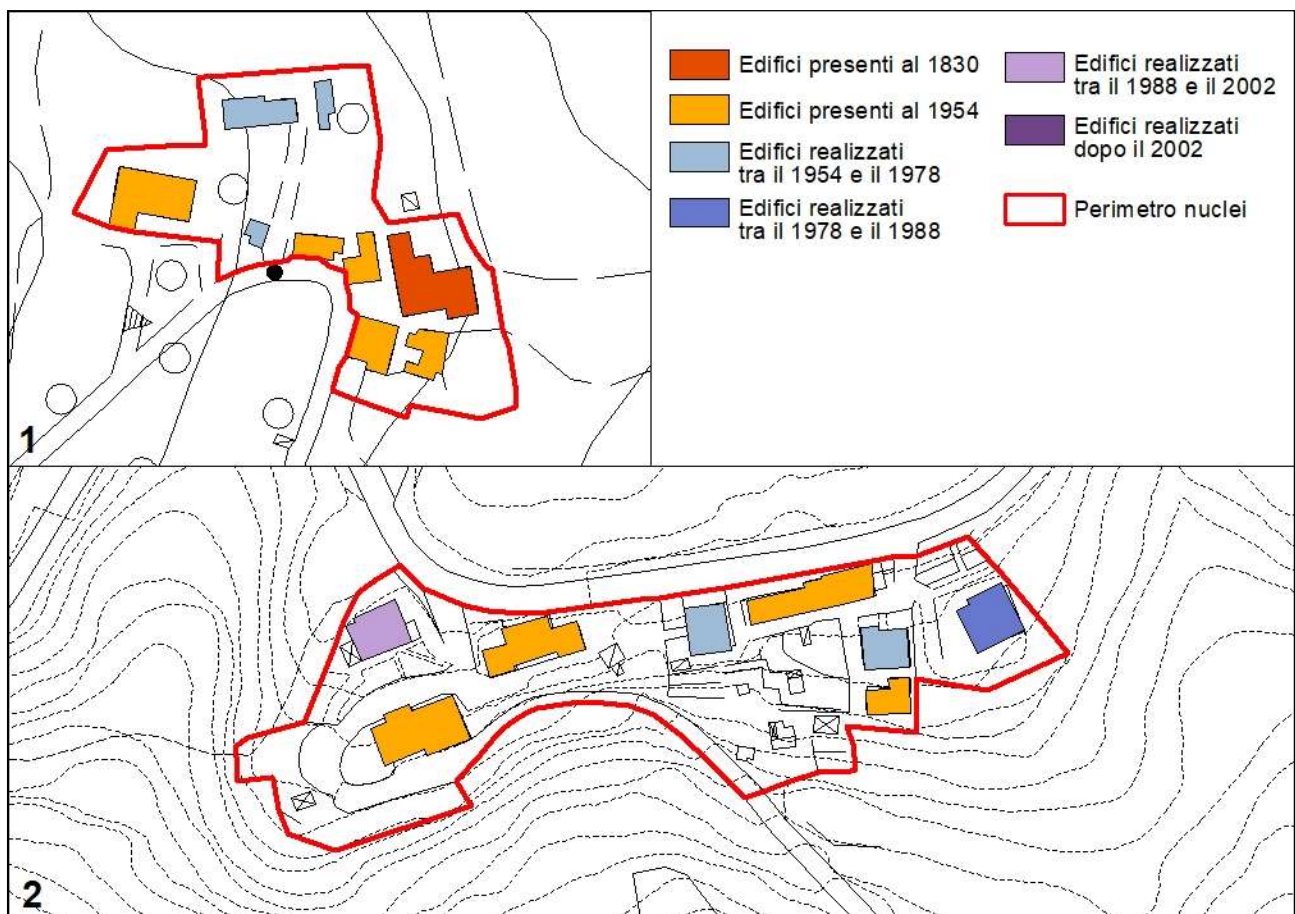 Edifici presenti al 1830
Edifici presenti al 1954
Edifici realizzati
tra il 1954 e il 1978
Edifici realizzati
tra il 1978 e il 1988
Edifici realizzati
tra il 1988 e il 2002
Edifici realizzati
dopo il 2002
Perimetro nuclei
1
2